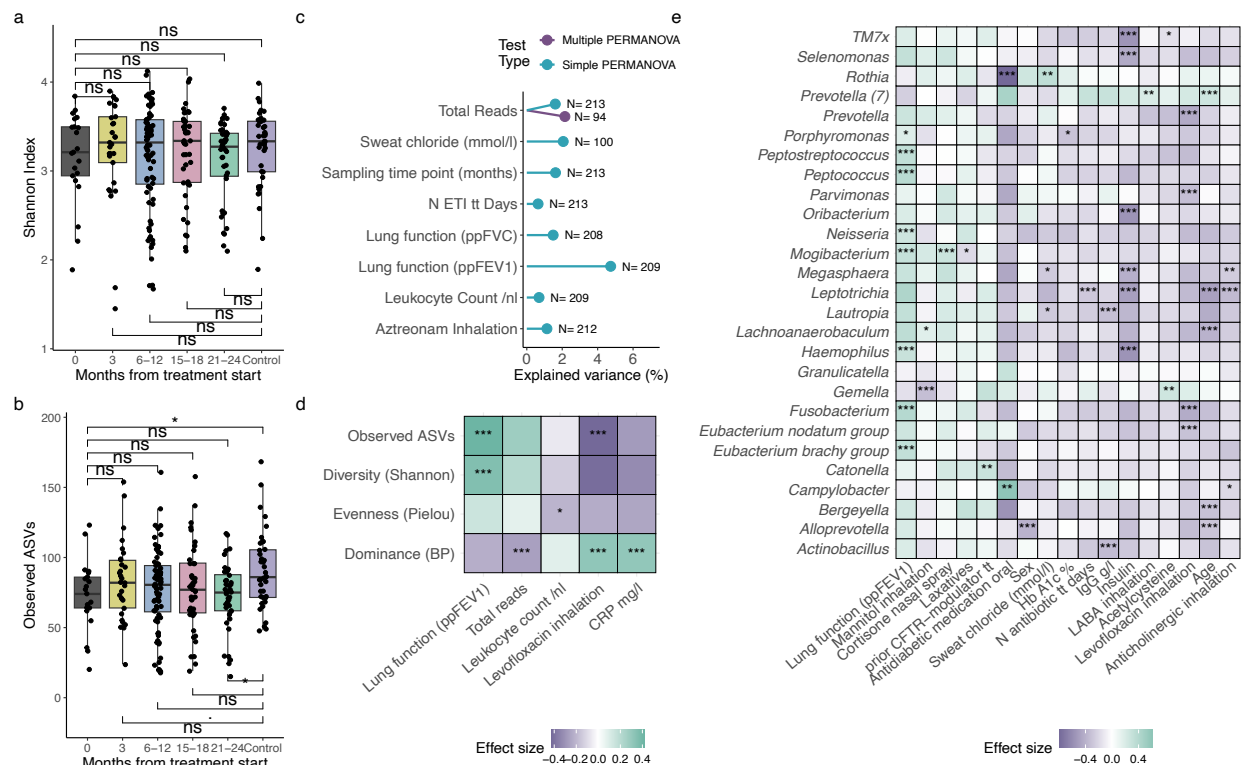 a
Shannon Index
4
3
2
1
ns
ns
ns
ns
ns
ns
ns
ns
ns
0 3 6−12 15−18 21−24 Control
Months from treatment start
b
Observed ASVs
200
150
100
50
0
*
ns
ns
ns
ns
*
ns
ns
ns
0 3 6−12 15−18 21−24 Control
Months from treatment start
c
Test Type
Multiple PERMANOVA
Simple PERMANOVA
Total Reads N= 213
N= 94
Sweat chloride (mmol/l) N= 100
Sampling time point (months) N= 213
N ETI tt Days N= 213
Lung function (ppFVC) N= 208
Lung function (ppFEV1) N= 209
Leukocyte Count /nl N= 209
Aztreonam Inhalation N= 212
0 2 4 6
Explained variance (%)
d
Observed ASVs *** ***
Diversity (Shannon) ***
Evenness (Pielou) *
Dominance (BP) *** *** ***
Lung function (ppFEV1)
Total reads
Leukocyte count /nl
Levofloxacin inhalation
CRP mg/l
Effect size
−0.4 −0.2 0.0 0.2 0.4
e
TM7x *** *
Selenomonas ***
Rothia *** **
Prevotella (7) ** ***
Prevotella ***
Porphyromonas * *
Peptostreptococcus ***
Peptococcus ***
Parvimonas ***
Oribacterium ***
Neisseria ***
Mogibacterium *** *** *
Megasphaera * *** **
Leptotrichia *** *** *** ***
Lautropia * ***
Lachnoanaerobaculum * ***
Haemophilus *** ***
Granulicatella
Gemella *** **
Fusobacterium *** ***
Eubacterium nodatum group ***
Eubacterium brachy group ***
Catonella **
Campylobacter ** *
Bergeyella ***
Alloprevotella *** ***
Actinobacillus ***
Lung function (ppFEV1)
Mannitol inhalation
Cortisone nasal spray
Laxatives
prior CFTR−modulator tt
Antidiabetic medication oral
Sex
Sweat chloride (mmol/l)
Hb A1c %
N antibiotic tt days
IgG g/l
Insulin
LABA inhalation
Acetylcysteine
Levofloxacin inhalation
Age
Anticholinergic inhalation
Effect size
−0.4 0.0 0.4